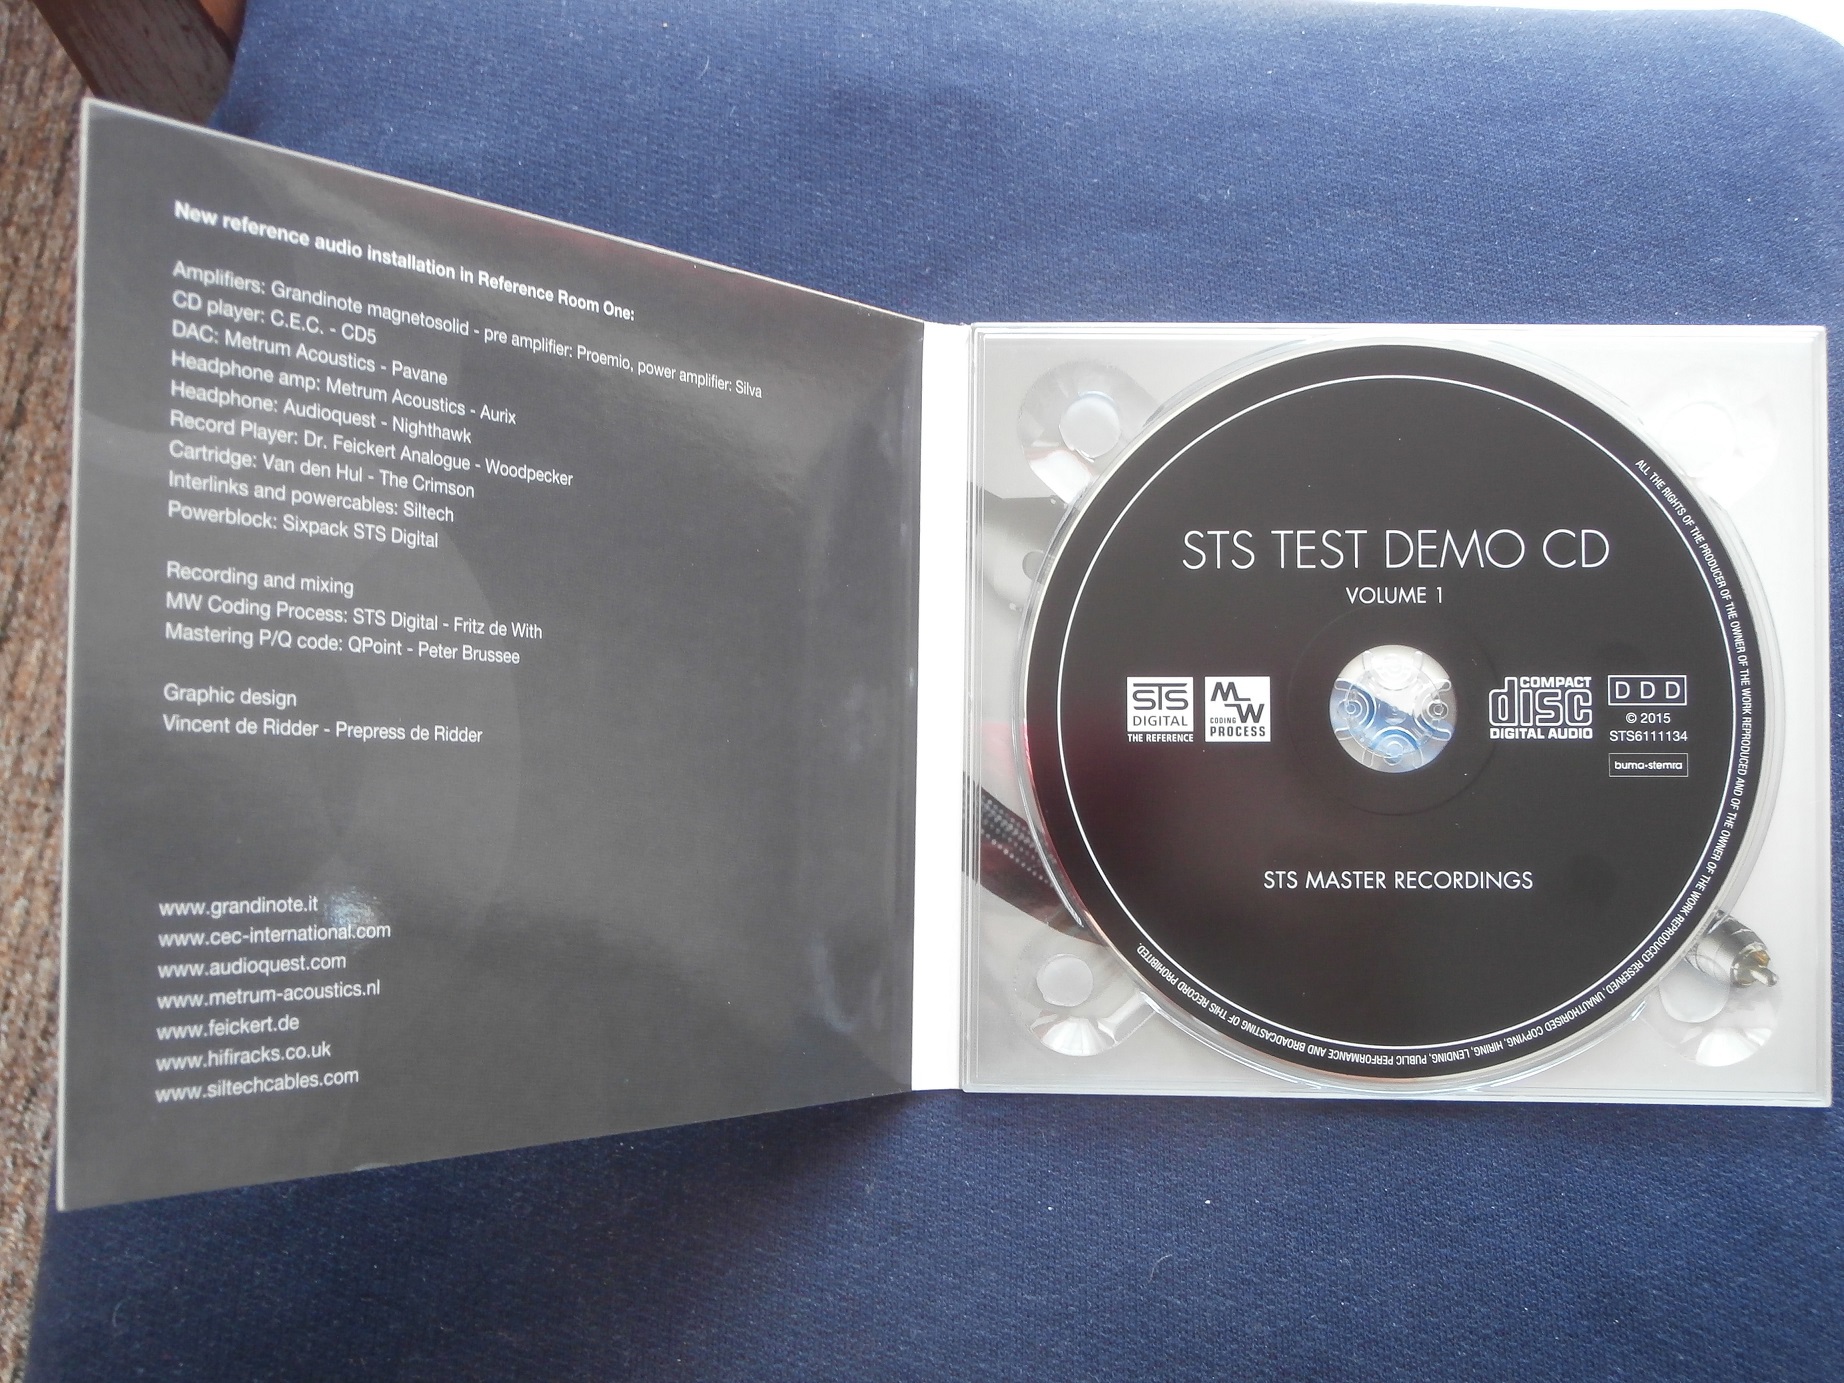 New reference audio installation in Reference Room One:
Amplifiers: Grandinote magnetosolid - pre amplifier: Proemio, power amplifier: Silva
CD player: C.E.C. - CD5
DAC: Metrum Acoustics - Pavane
Headphone amp: Metrum Acoustics - Aurix
Headphone: Audioquest - Nighthawk
Record Player: Dr. Feickert Analogue - Woodpecker
Cartridge: Van den Hul - The Crimson
Interlinks and powercables: Siltech
Powerblock: Sixpack STS Digital
Recording and mixing
MW Coding Process: STS Digital - Fritz de With
Mastering P/Q code: QPoint - Peter Brussee
Graphic design
Vincent de Ridder - Prepress de Ridder
www.grandinote.it
www.cec-international.com
www.audioquest.com
www.metrum-acoustics.nl
www.feickert.de
www.hifiracks.co.uk
www.siltechcables.com
STS TEST DEMO CD
VOLUME 1
STS
DIGITAL
THE REFERENCE
MW
CODING
PROCESS
COMPACT
disc
DIGITAL AUDIO
DDD
© 2015
STS6111134
buma·stemra
STS MASTER RECORDINGS
ALL THE RIGHTS OF THE PRODUCER OF THE OWNER OF THE WORK REPRODUCED AND OF THE OWNER OF THE WORK REPRODUCED RESERVED. UNAUTHORISED COPYING, HIRING, LENDING, PUBLIC PERFORMANCE AND BROADCASTING OF THIS RECORD PROHIBITED.